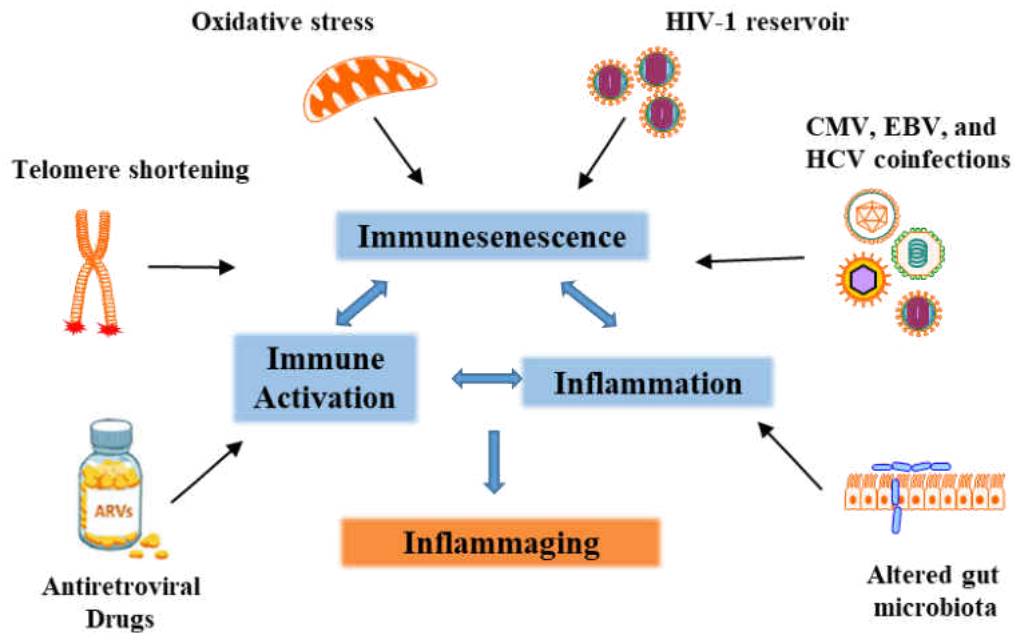 Oxidative stress
HIV-1 reservoir
CMV, EBV, and
HCV coinfections
Telomere shortening
Immunesenescence
Immune
Activation
Inflammation
ARVs
Inflammaging
Antiretroviral
Drugs
Altered gut
microbiota